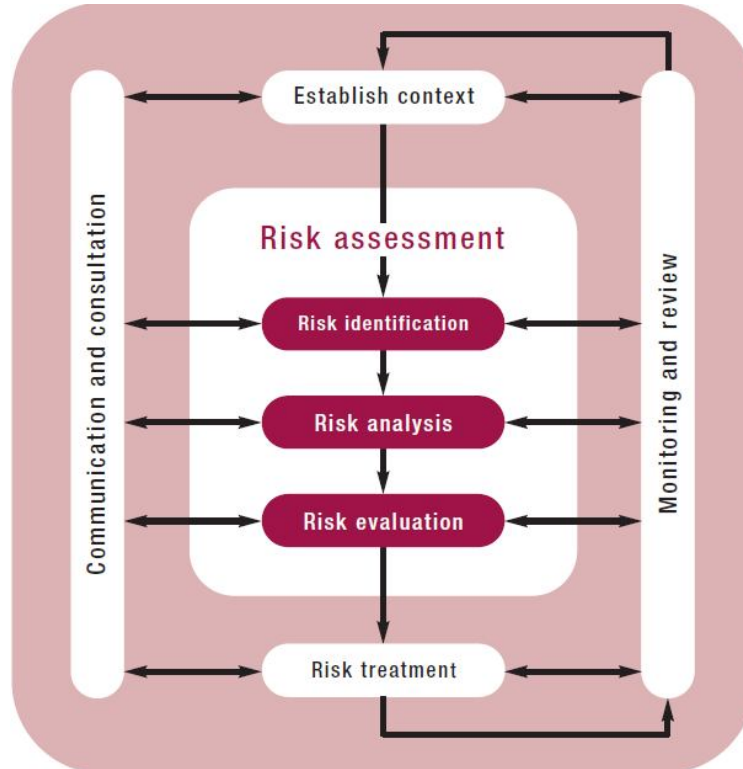 Establish context
Communication and consultation
Risk assessment
Risk identification
Risk analysis
Risk evaluation
Monitoring and review
Risk treatment